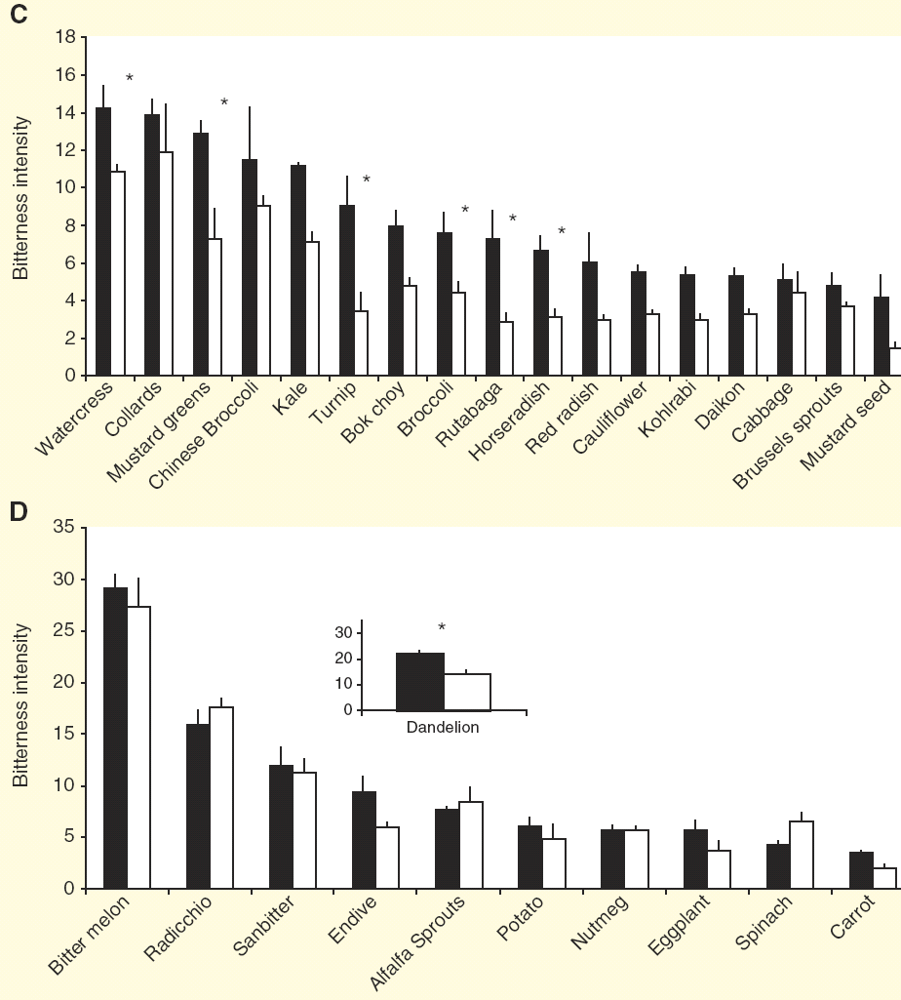 C
18
16
14
12
10
8
6
4
2
0
Bitterness intensity
*
*
*
*
*
*
Watercress
Collards
Mustard greens
Chinese Broccoli
Kale
Turnip
Bok choy
Broccoli
Rutabaga
Horseradish
Red radish
Cauliflower
Kohlrabi
Daikon
Cabbage
Brussels sprouts
Mustard seed
D
35
30
25
20
15
10
5
0
Bitterness intensity
30
20
10
0
*
Dandelion
Bitter melon
Radicchio
Sanbitter
Endive
Alfalfa Sprouts
Potato
Nutmeg
Eggplant
Spinach
Carrot